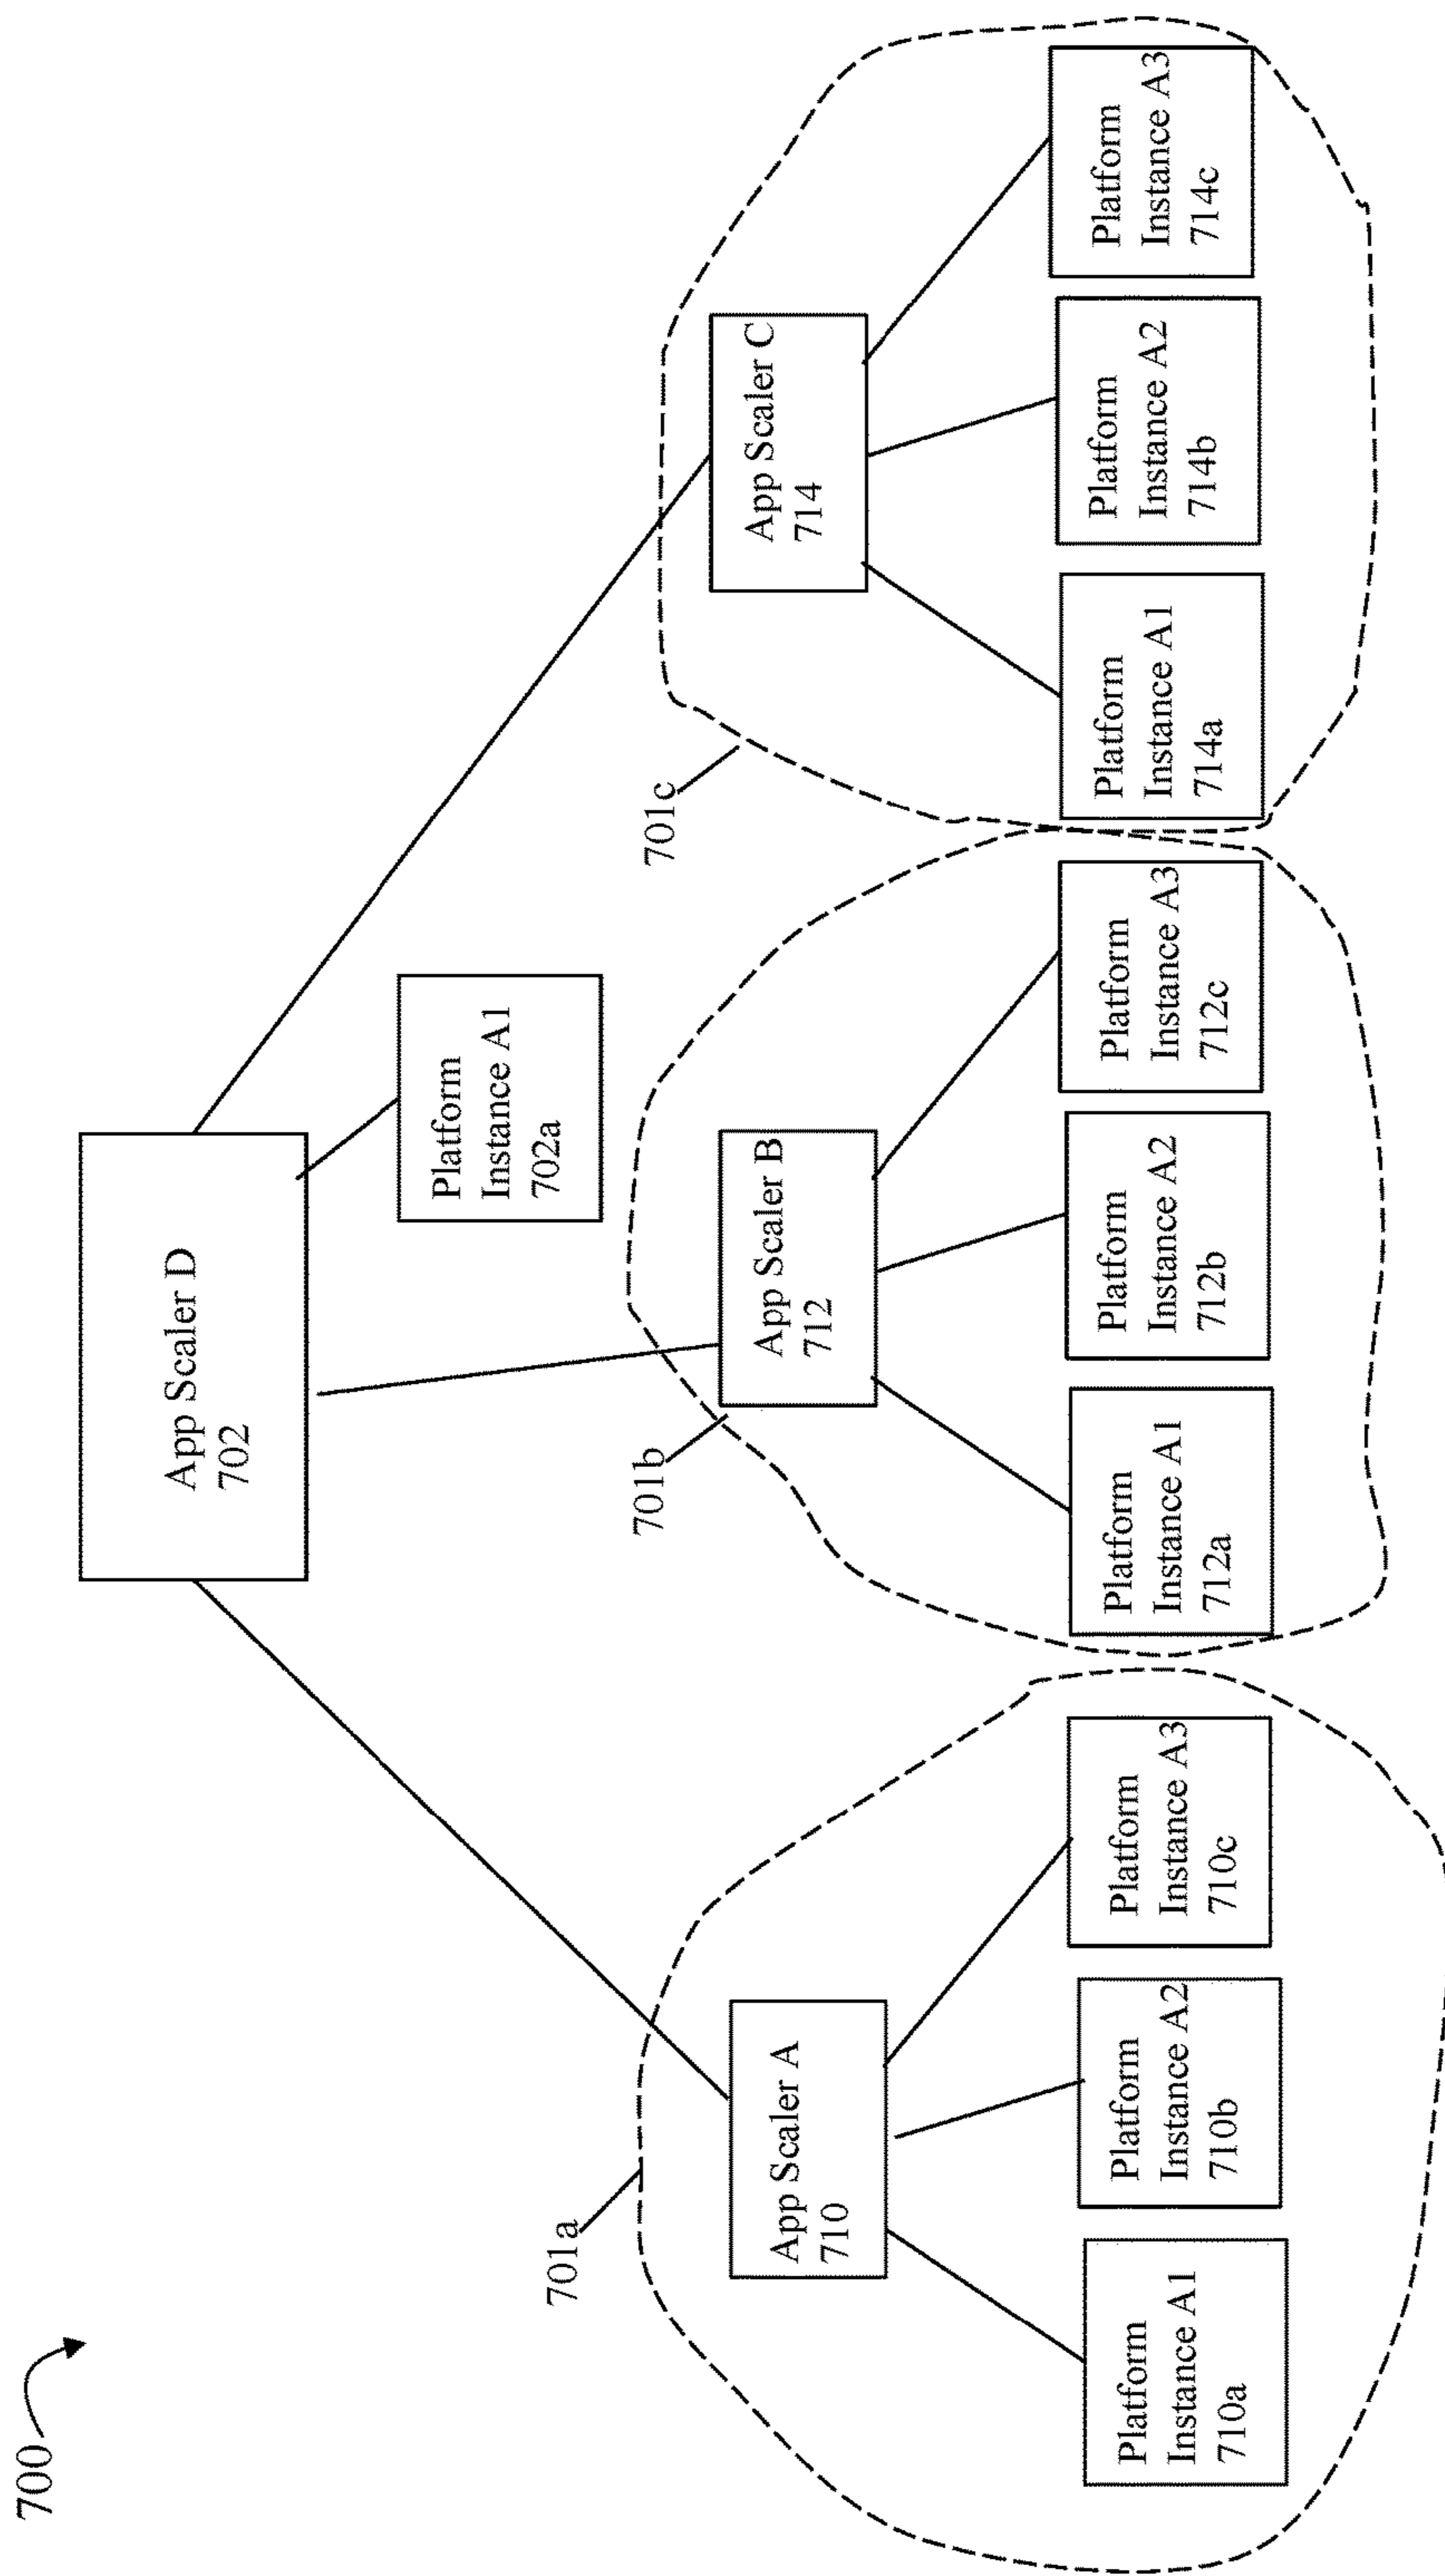 700
App Scaler D
702
Platform
Instance A1
702a
701a
701b
701c
App Scaler A
710
App Scaler B
712
App Scaler C
714
Platform
Instance A1
710a
Platform
Instance A2
710b
Platform
Instance A3
710c
Platform
Instance A1
712a
Platform
Instance A2
712b
Platform
Instance A3
712c
Platform
Instance A1
714a
Platform
Instance A2
714b
Platform
Instance A3
714c